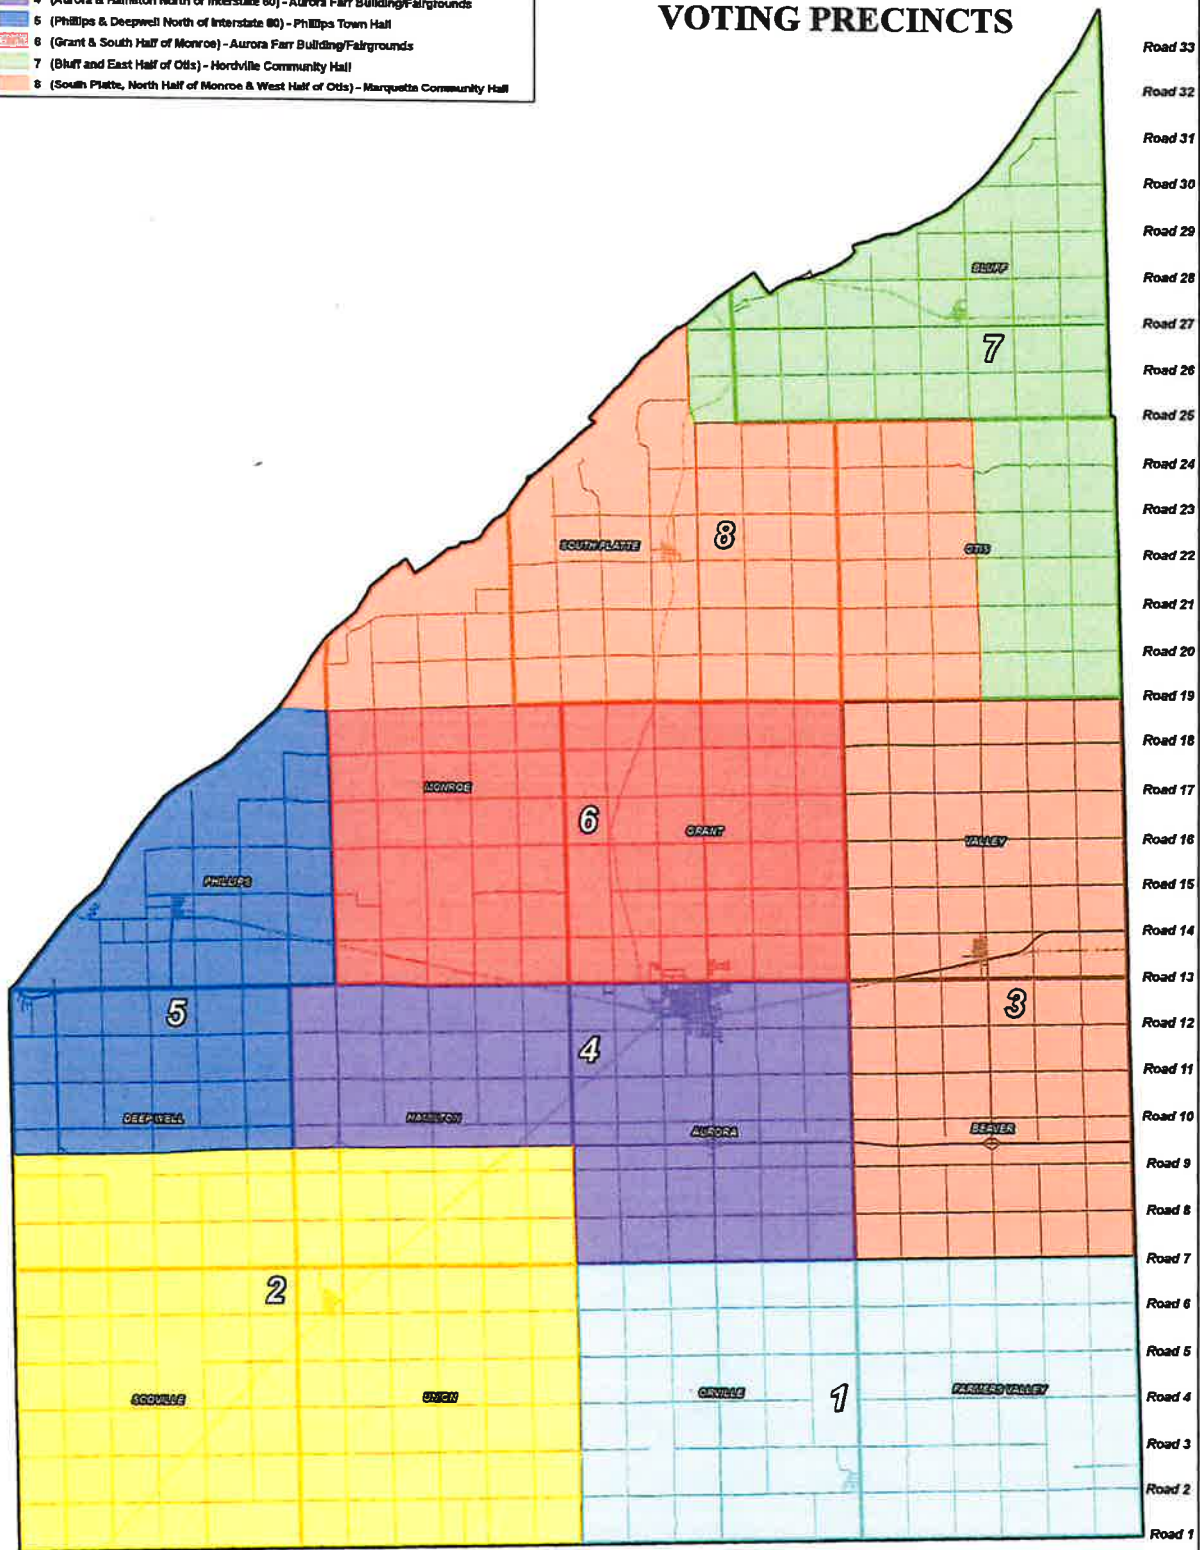 4 (Aurora & Hamilton North of Interstate 80) - Aurora Farr Building/Fairgrounds
5 (Phillips & Deepwell North of Interstate 80) - Phillips Town Hall
6 (Grant & South Half of Monroe) - Aurora Farr Building/Fairgrounds
7 (Bluff and East Half of Otis) - Hordville Community Hall
8 (South Platte, North Half of Monroe & West Half of Otis) - Marquette Community Hall
VOTING PRECINCTS
Road 33
Road 32
Road 31
Road 30
Road 29
BLUFF
Road 28
Road 27
7
Road 26
Road 25
Road 24
Road 23
8
SOUTH PLATTE
OTIS
Road 22
Road 21
Road 20
Road 19
Road 18
MONROE
Road 17
6
GRANT
VALLEY
Road 16
PHILLIPS
Road 15
Road 14
Road 13
5
3
Road 12
4
Road 11
DEEPWELL
HAMILTON
AURORA
BEAVER
Road 10
Road 9
Road 8
Road 7
2
Road 6
Road 5
SCOVILLE
UNION
ORVILLE
1
FARMERS VALLEY
Road 4
Road 3
Road 2
Road 1